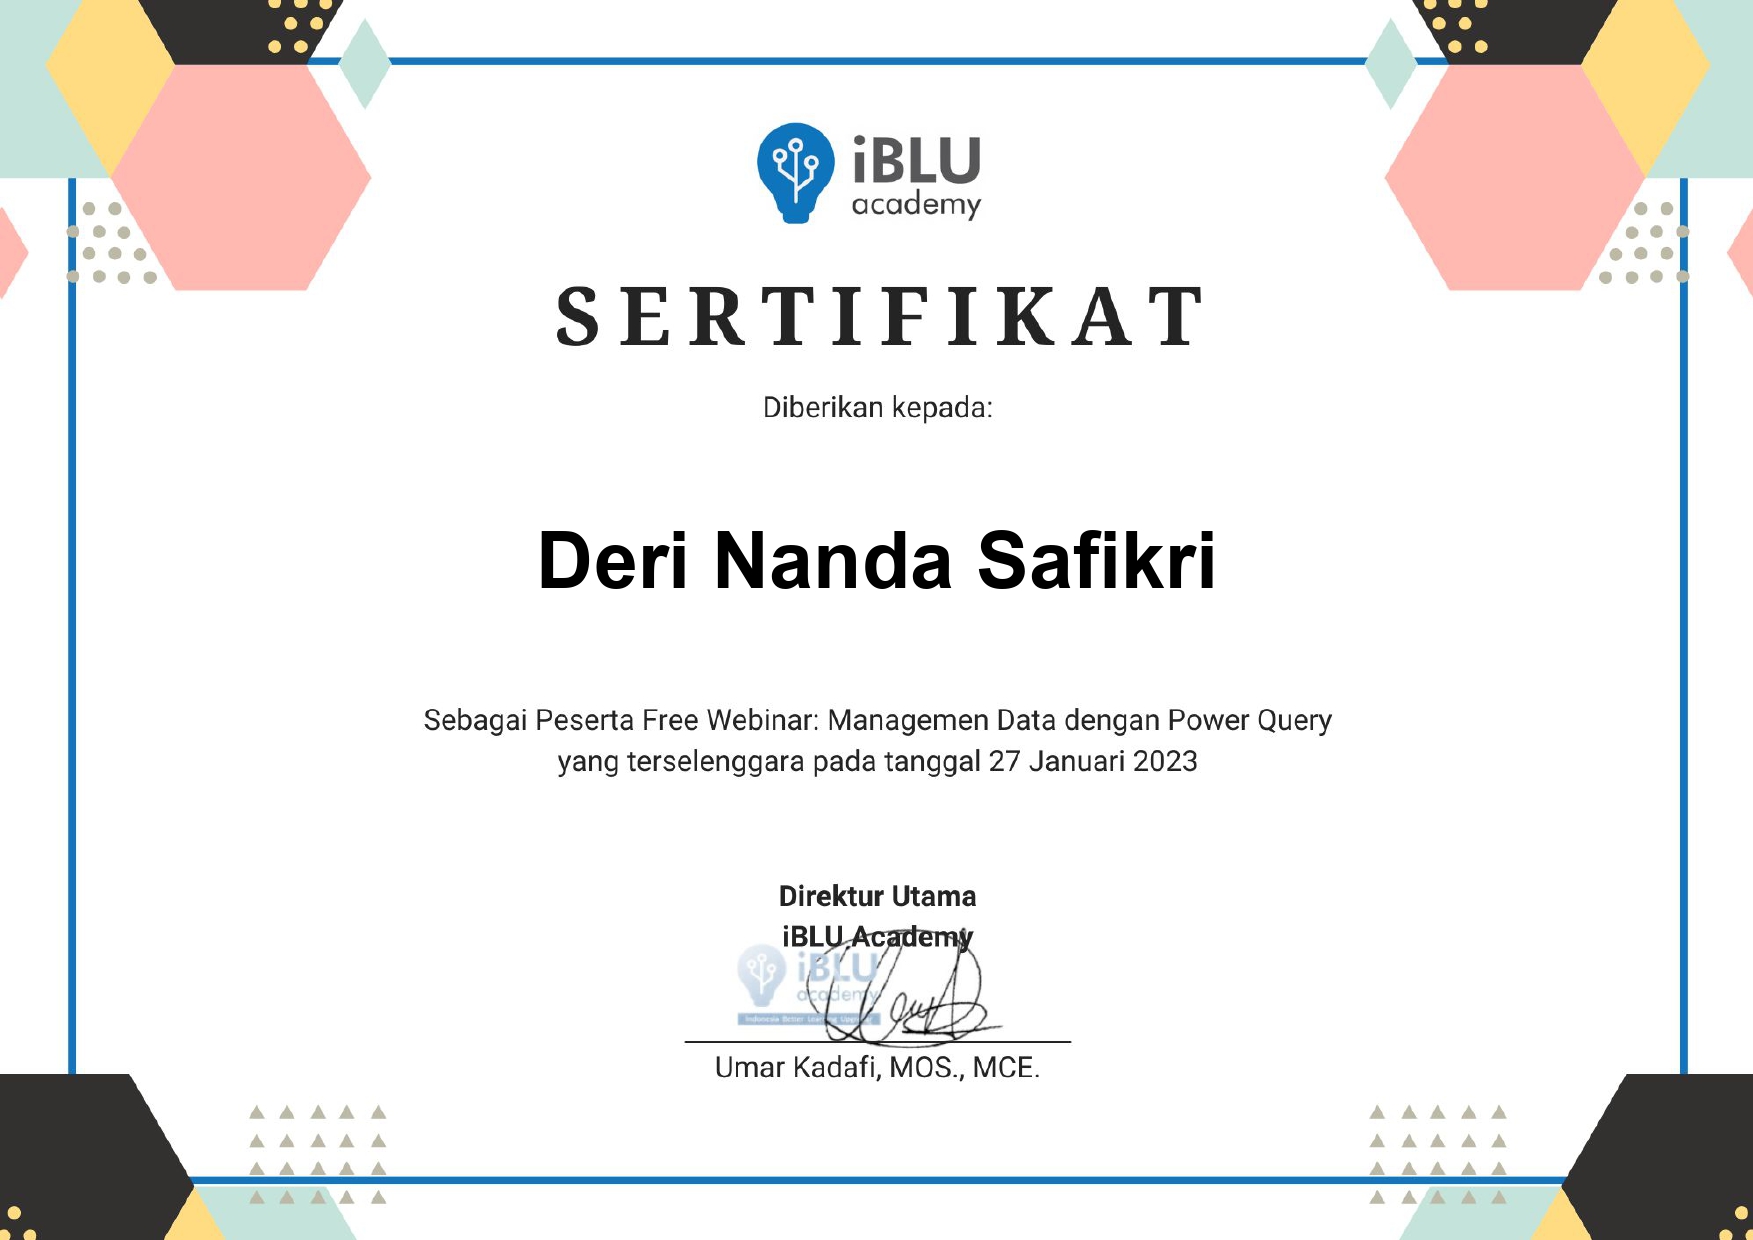 iBLU
academy
SERTIFIKAT
Diberikan kepada:
Deri Nanda Safikri
Sebagai Peserta Free Webinar: Managemen Data dengan Power Query
yang terselenggara pada tanggal 27 Januari 2023
Direktur Utama
iBLU Academy
iBLU
academy
Indonesia Better Learning
Umar Kadafi, MOS., MCE.